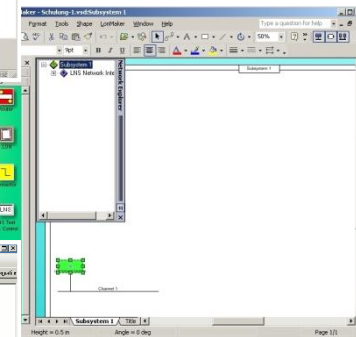 aker - Schulung-1.vsd:Subsystem 1
Format Tools Shape LonMaker Window Help
Type a question for help
50%
9pt
B I U
Subsystem 1
LNS Network Inte
Network Explorer
Subsystem 1
Channel 1
Subsystem 1 / Title
Height = 0.5 in Angle = 0 deg Page 1/1